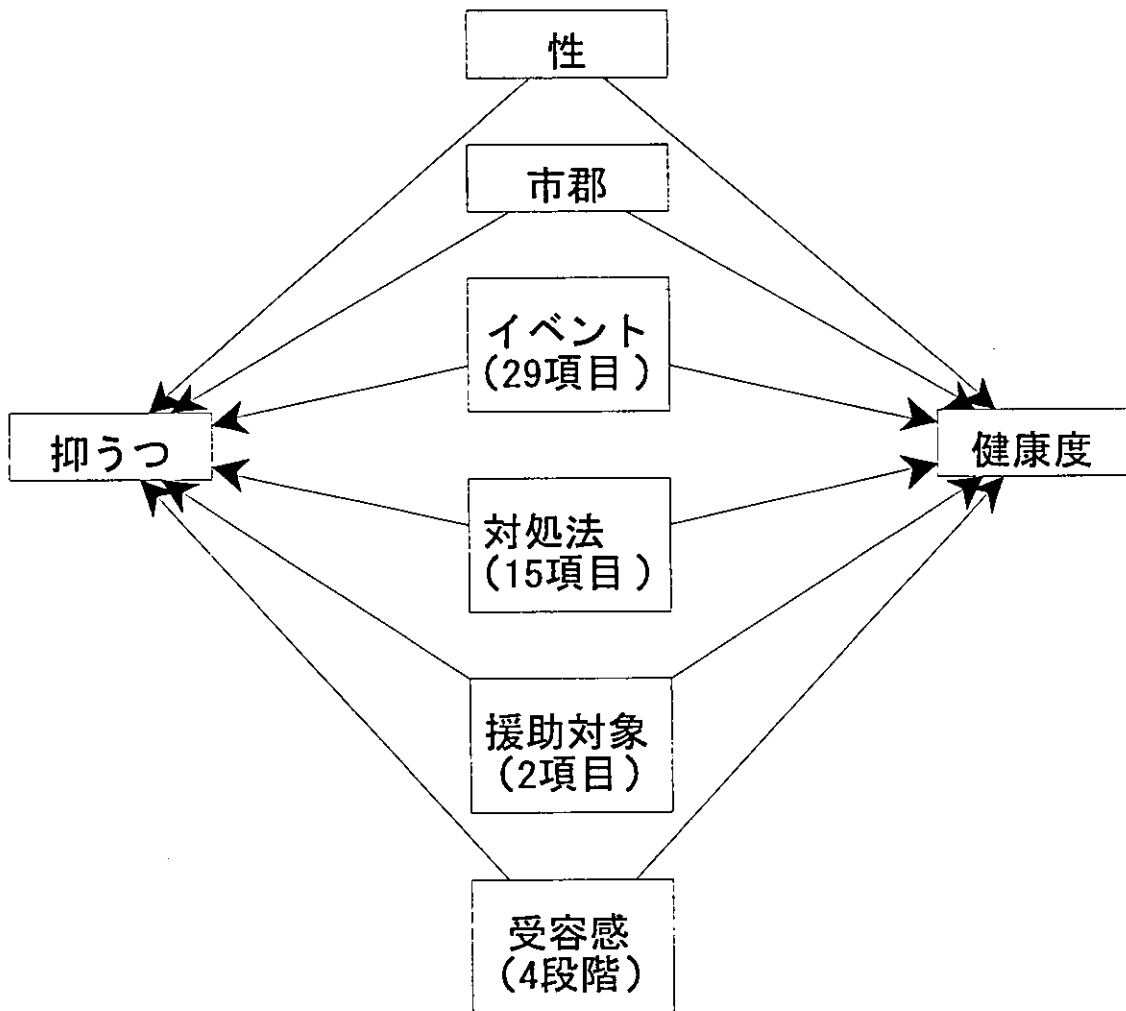 性
市郡
イベント
(29項目)
抑うつ
健康度
対処法
(15項目)
援助対象
(2項目)
受容感
(4段階)